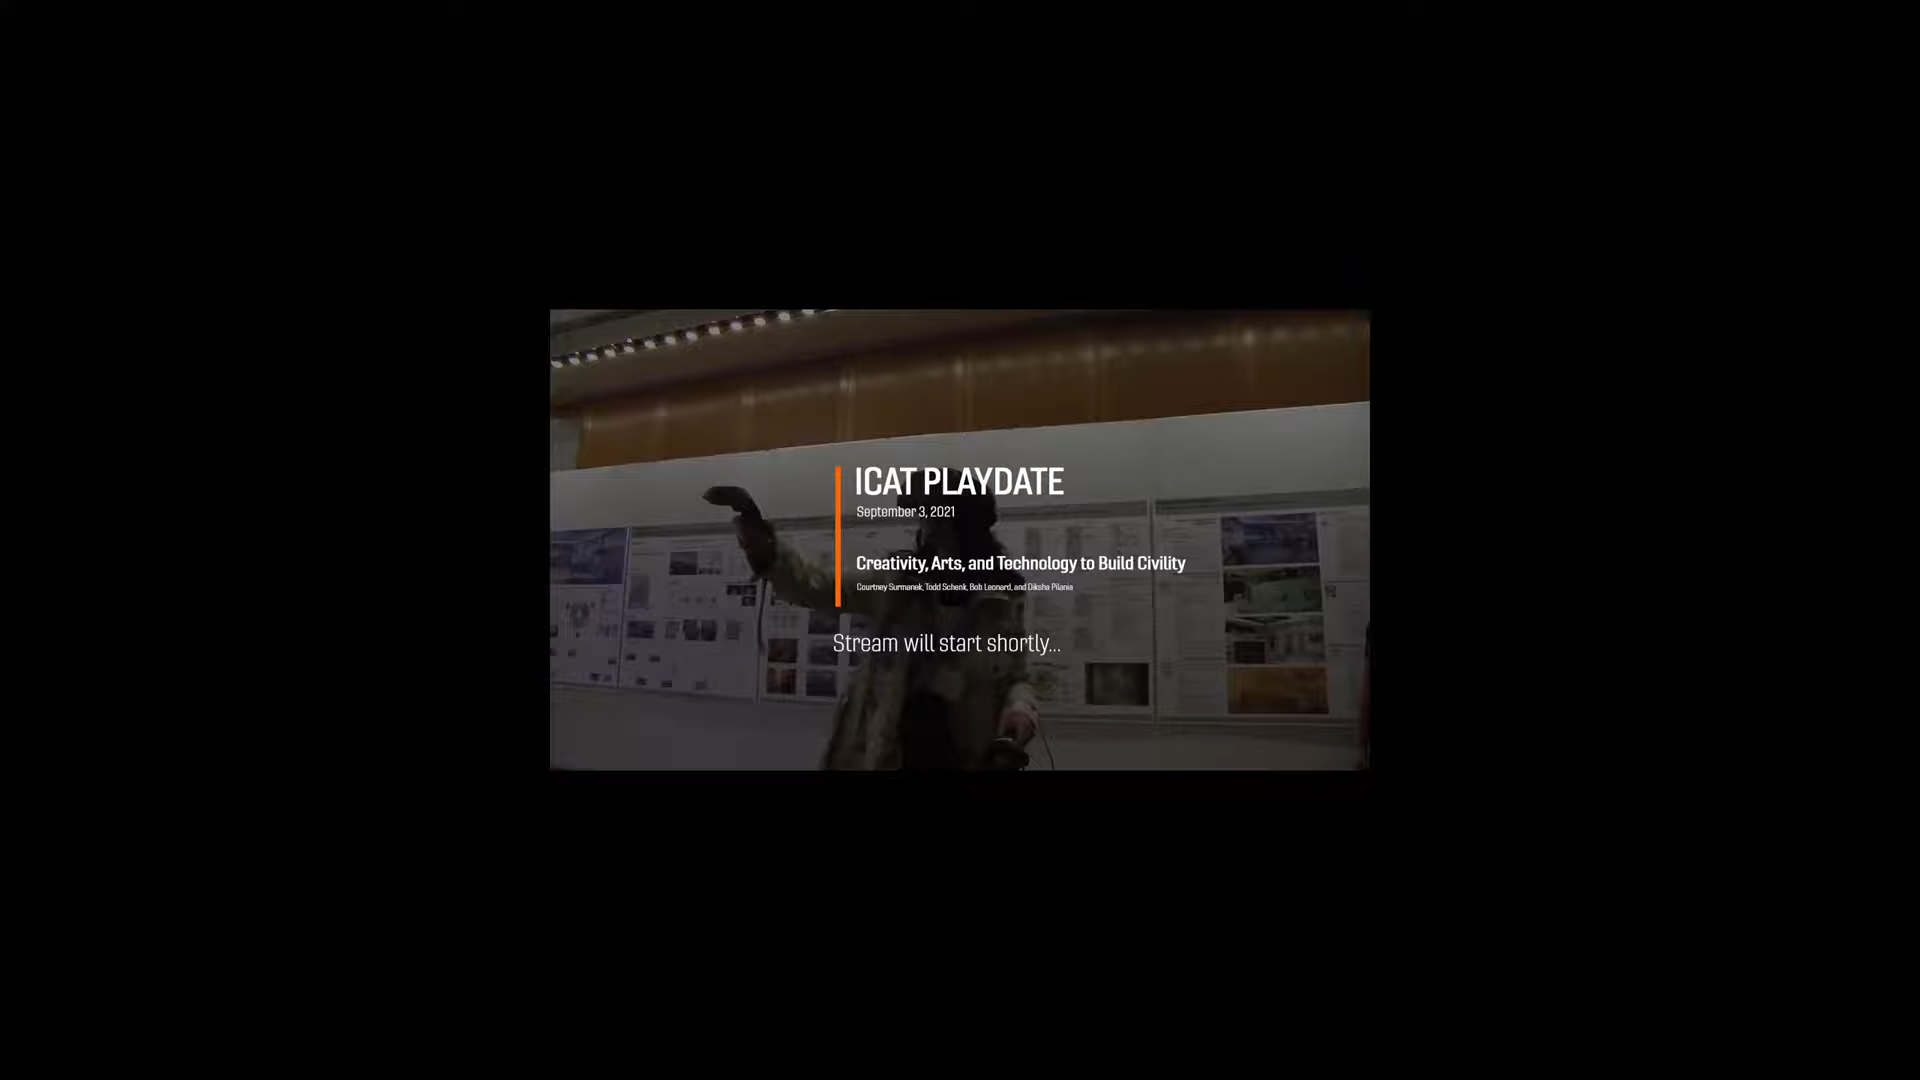 ICAT PLAYDATE
September 3, 2021
Creativity, Arts, and Technology to Build Civility
Courtney Surmanek, Todd Schenk, Bob Leonard, and Diksha Pilania
Stream will start shortly...